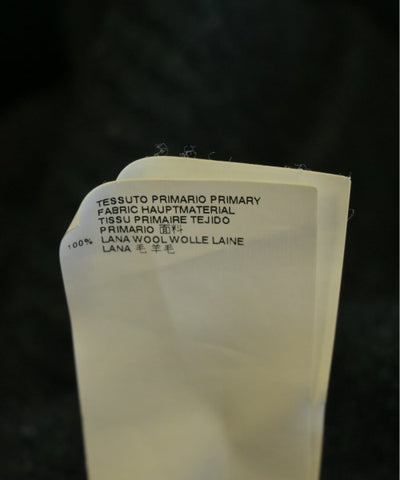 TESSUTO PRIMARIO PRIMARY
FABRIC HAUPTMATERIAL
TISSU PRIMAIRE TEJIDO
PRIMARIO 面料
100% LANA WOOL WOLLE LAINE
LANA 毛 羊毛